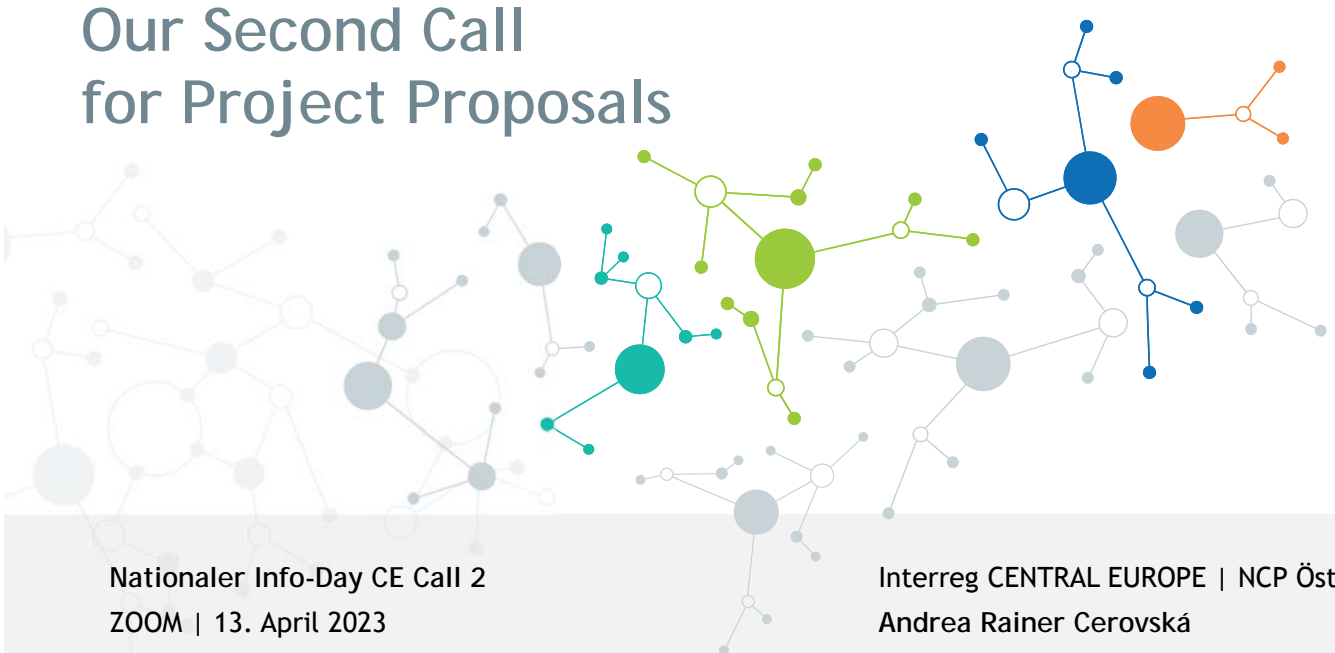 Our Second Call
for Project Proposals
Nationaler Info-Day CE Call 2
ZOOM | 13. April 2023
Interreg CENTRAL EUROPE | NCP Öst
Andrea Rainer Cerovská